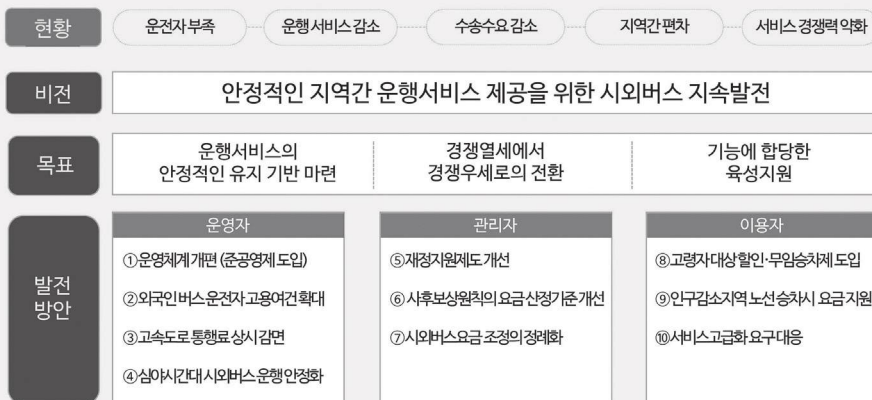 현황
운전자 부족
운행 서비스 감소
수송수요 감소
지역간 편차
서비스 경쟁력 약화
비전
안정적인 지역간 운행서비스 제공을 위한 시외버스 지속발전
목표
운행서비스의
안정적인 유지 기반 마련
경쟁열세에서
경쟁우세로의 전환
기능에 합당한
육성지원
발전
방안
운영자
①운영체계 개편 (준공영제 도입)
②외국인 버스 운전자 고용여건 확대
③고속도로 통행료 상시 감면
④심야시간대 시외버스 운행 안정화
관리자
⑤재정지원제도 개선
⑥ 사후보상원칙의 요금 산정기준 개선
⑦시외버스요금 조정의 정례화
이용자
⑧고령자 대상 할인·무임승차제 도입
⑨인구감소지역 노선 승차시 요금 지원
⑩서비스고급화 요구 대응